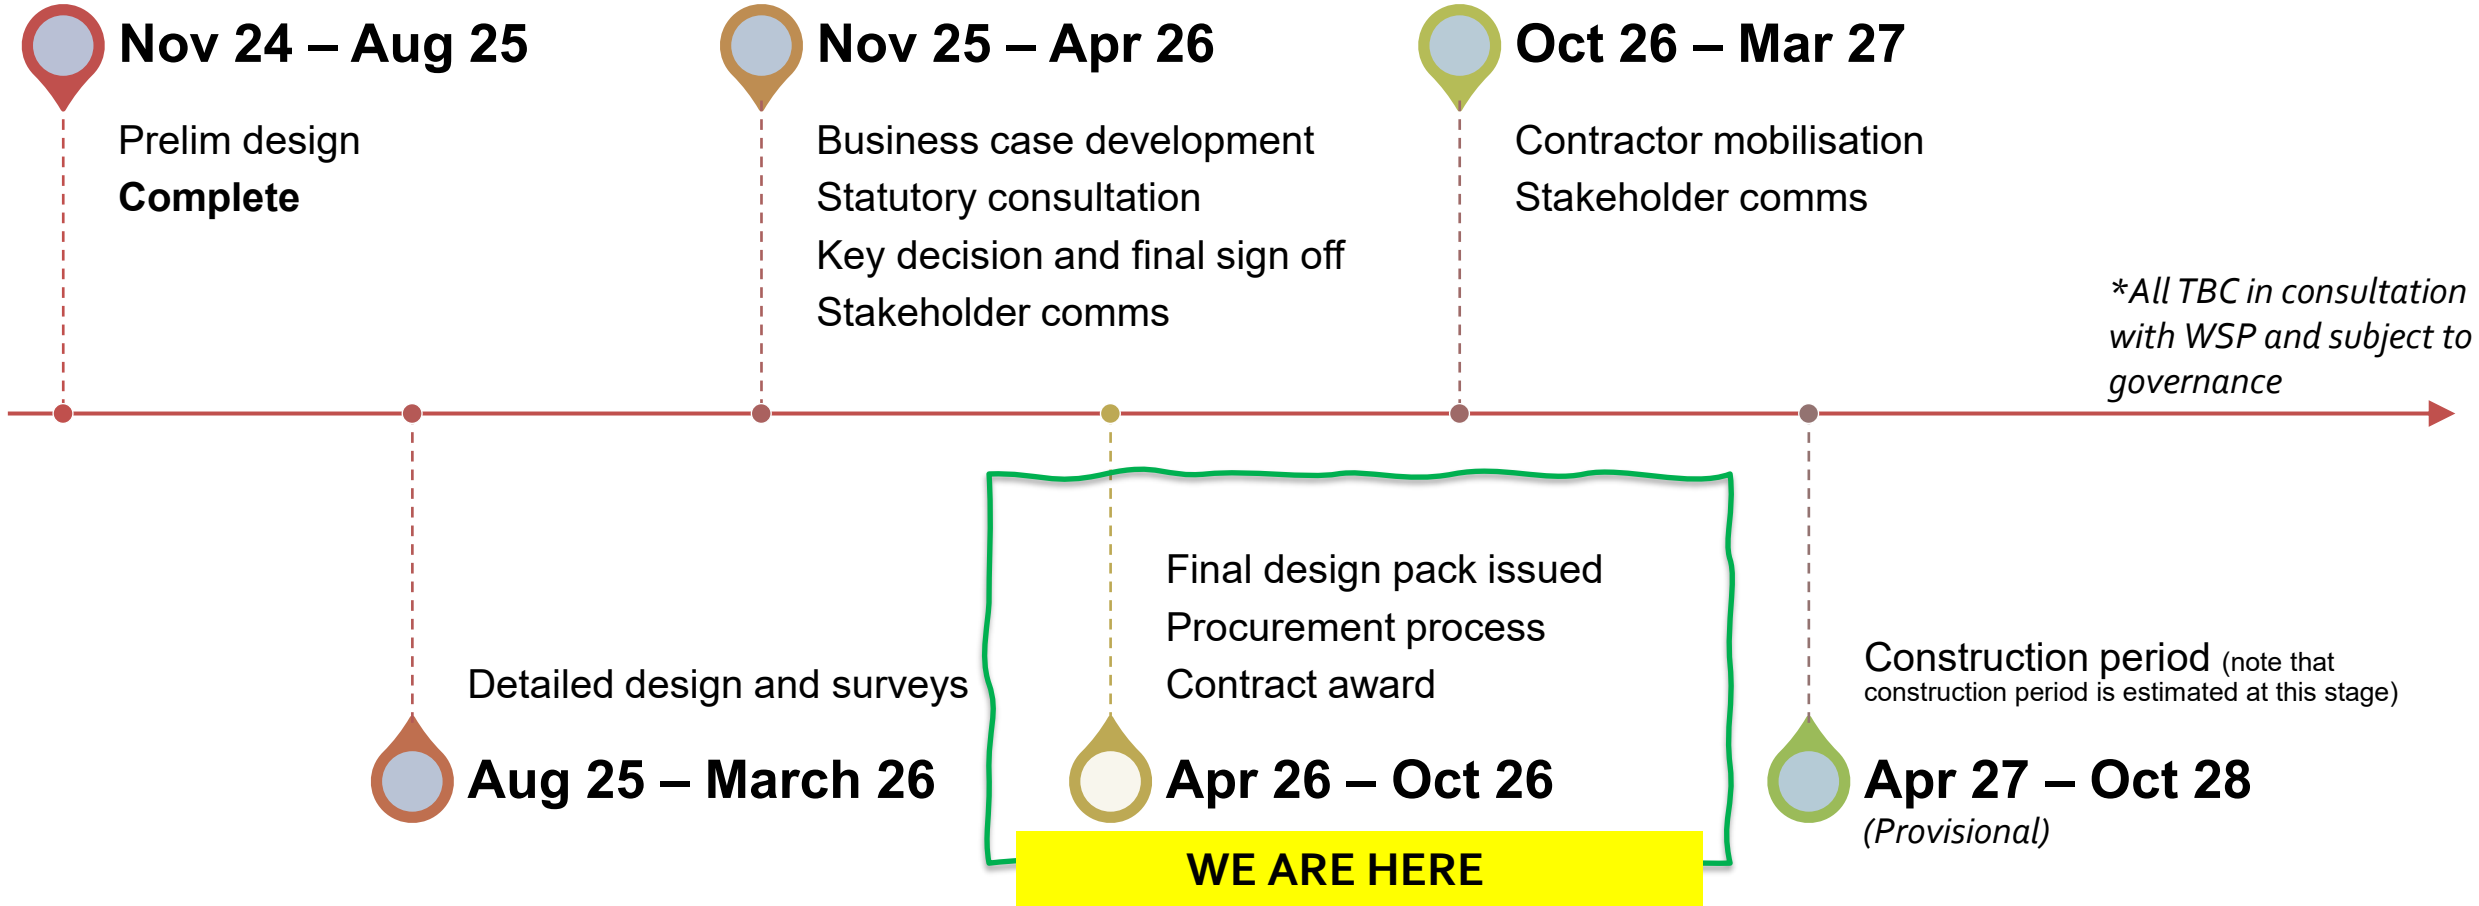 Nov 24 – Aug 25
Prelim design
Complete
Nov 25 – Apr 26
Business case development
Statutory consultation
Key decision and final sign off
Stakeholder comms
Oct 26 – Mar 27
Contractor mobilisation
Stakeholder comms
*All TBC in consultation
with WSP and subject to
governance
Detailed design and surveys
Aug 25 – March 26
Final design pack issued
Procurement process
Contract award
Apr 26 – Oct 26
WE ARE HERE
Construction period (note that
construction period is estimated at this stage)
Apr 27 – Oct 28
(Provisional)